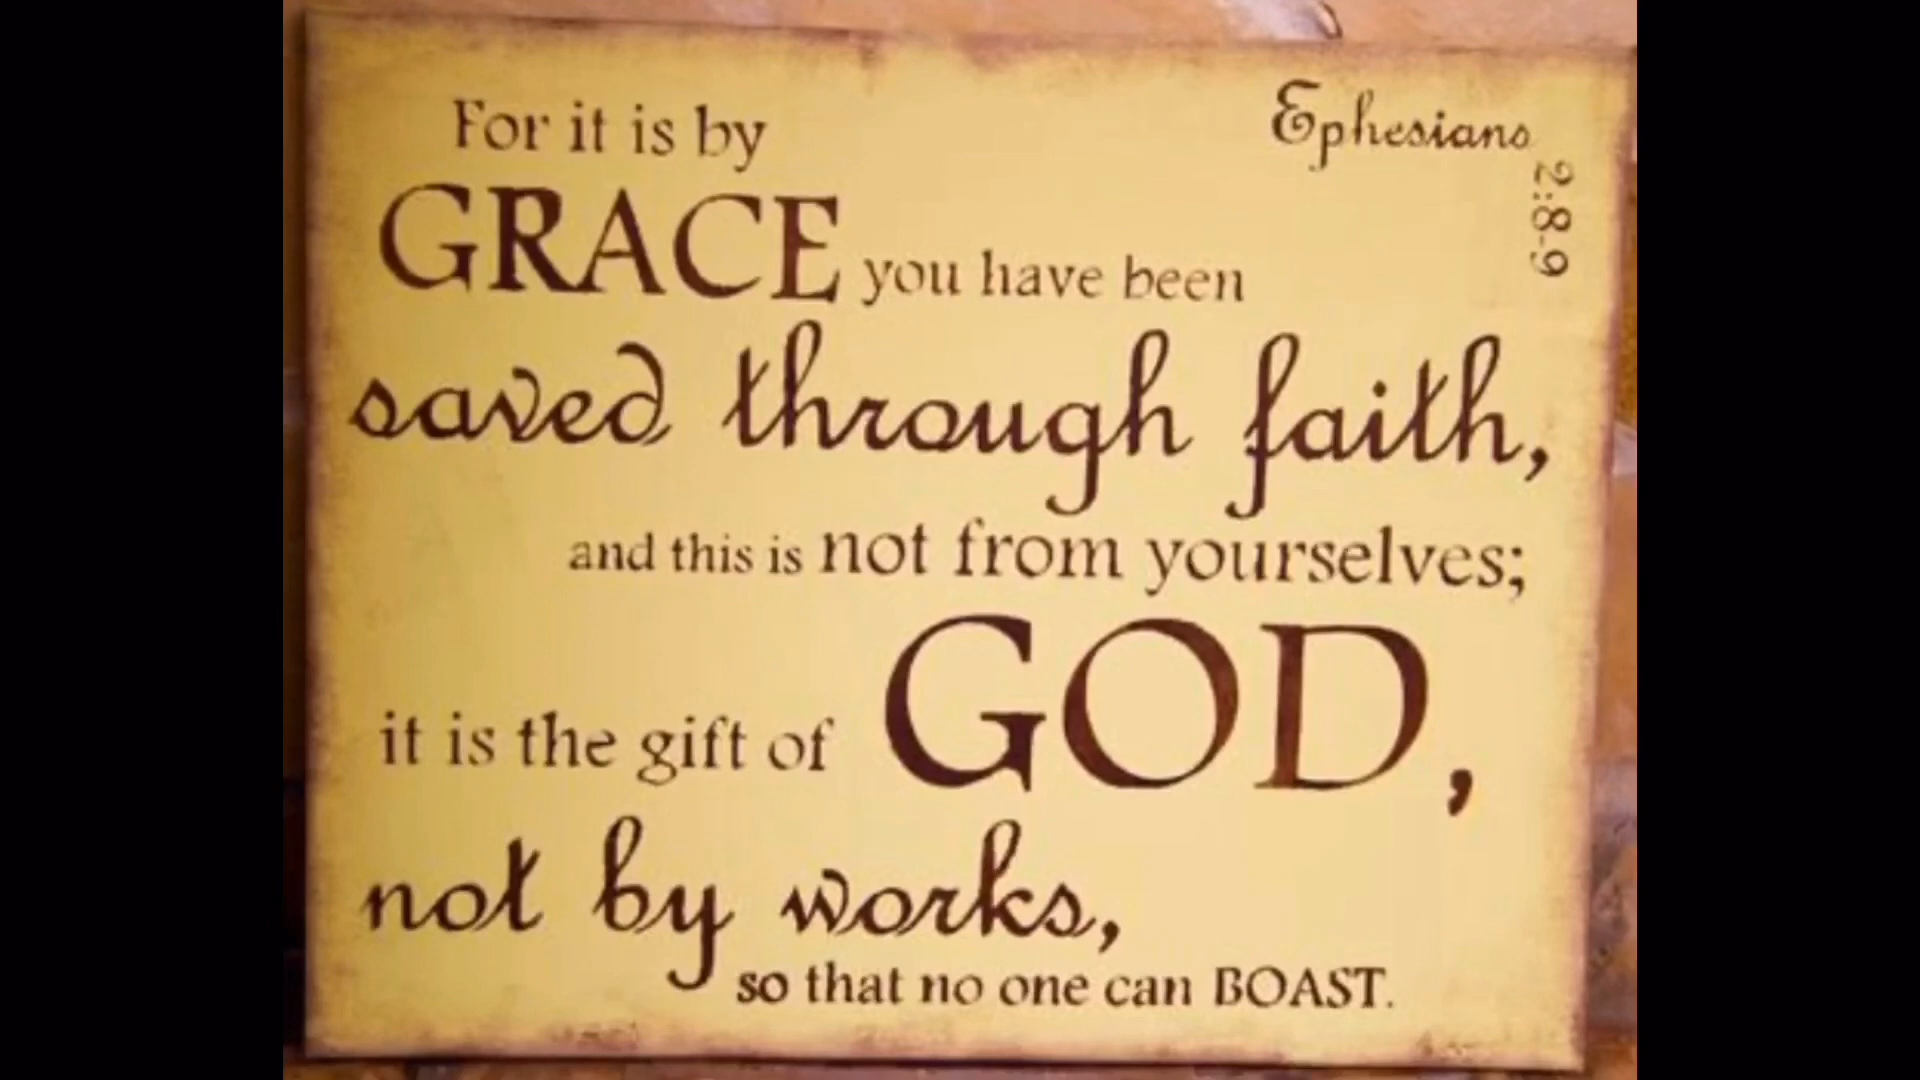 For it is by
Ephesians
2:8-9
GRACE you have been
saved through faith,
and this is not from yourselves;
it is the gift of GOD,
not by works,
so that no one can BOAST.